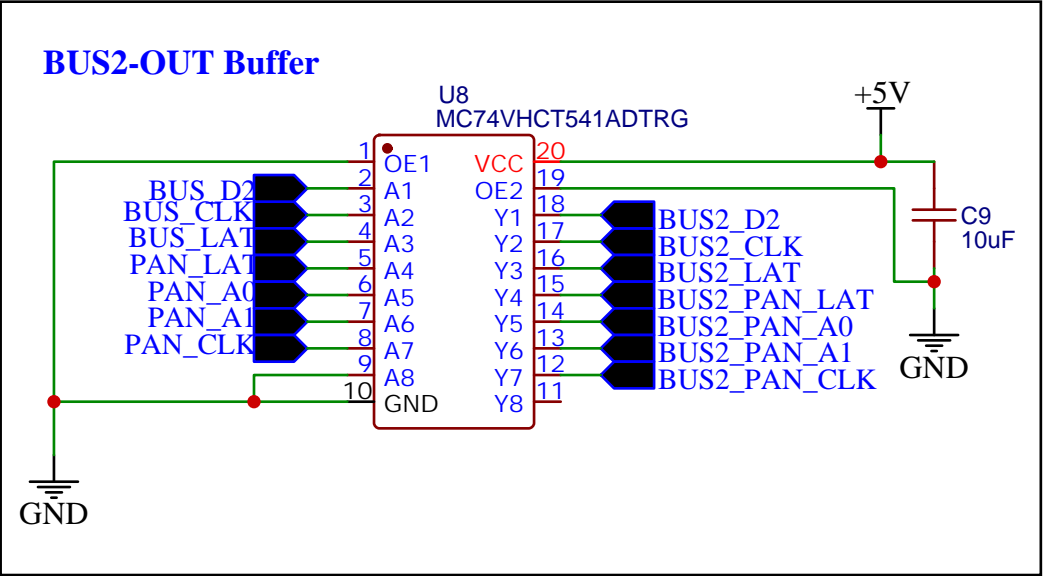 BUS2-OUT Buffer
U8
MC74VHCT541ADTRG
+5V
1
OE1
VCC
20
BUS_D2
2
A1
OE2
19
BUS_CLK
3
A2
Y1
18
BUS2_D2
BUS_LAT
4
A3
Y2
17
BUS2_CLK
PAN_LAT
5
A4
Y3
16
BUS2_LAT
PAN_A0
6
A5
Y4
15
BUS2_PAN_LAT
PAN_A1
7
A6
Y5
14
BUS2_PAN_A0
PAN_CLK
8
A7
Y6
13
BUS2_PAN_A1
9
A8
Y7
12
BUS2_PAN_CLK
10
GND
Y8
11
C9
10uF
GND
GND